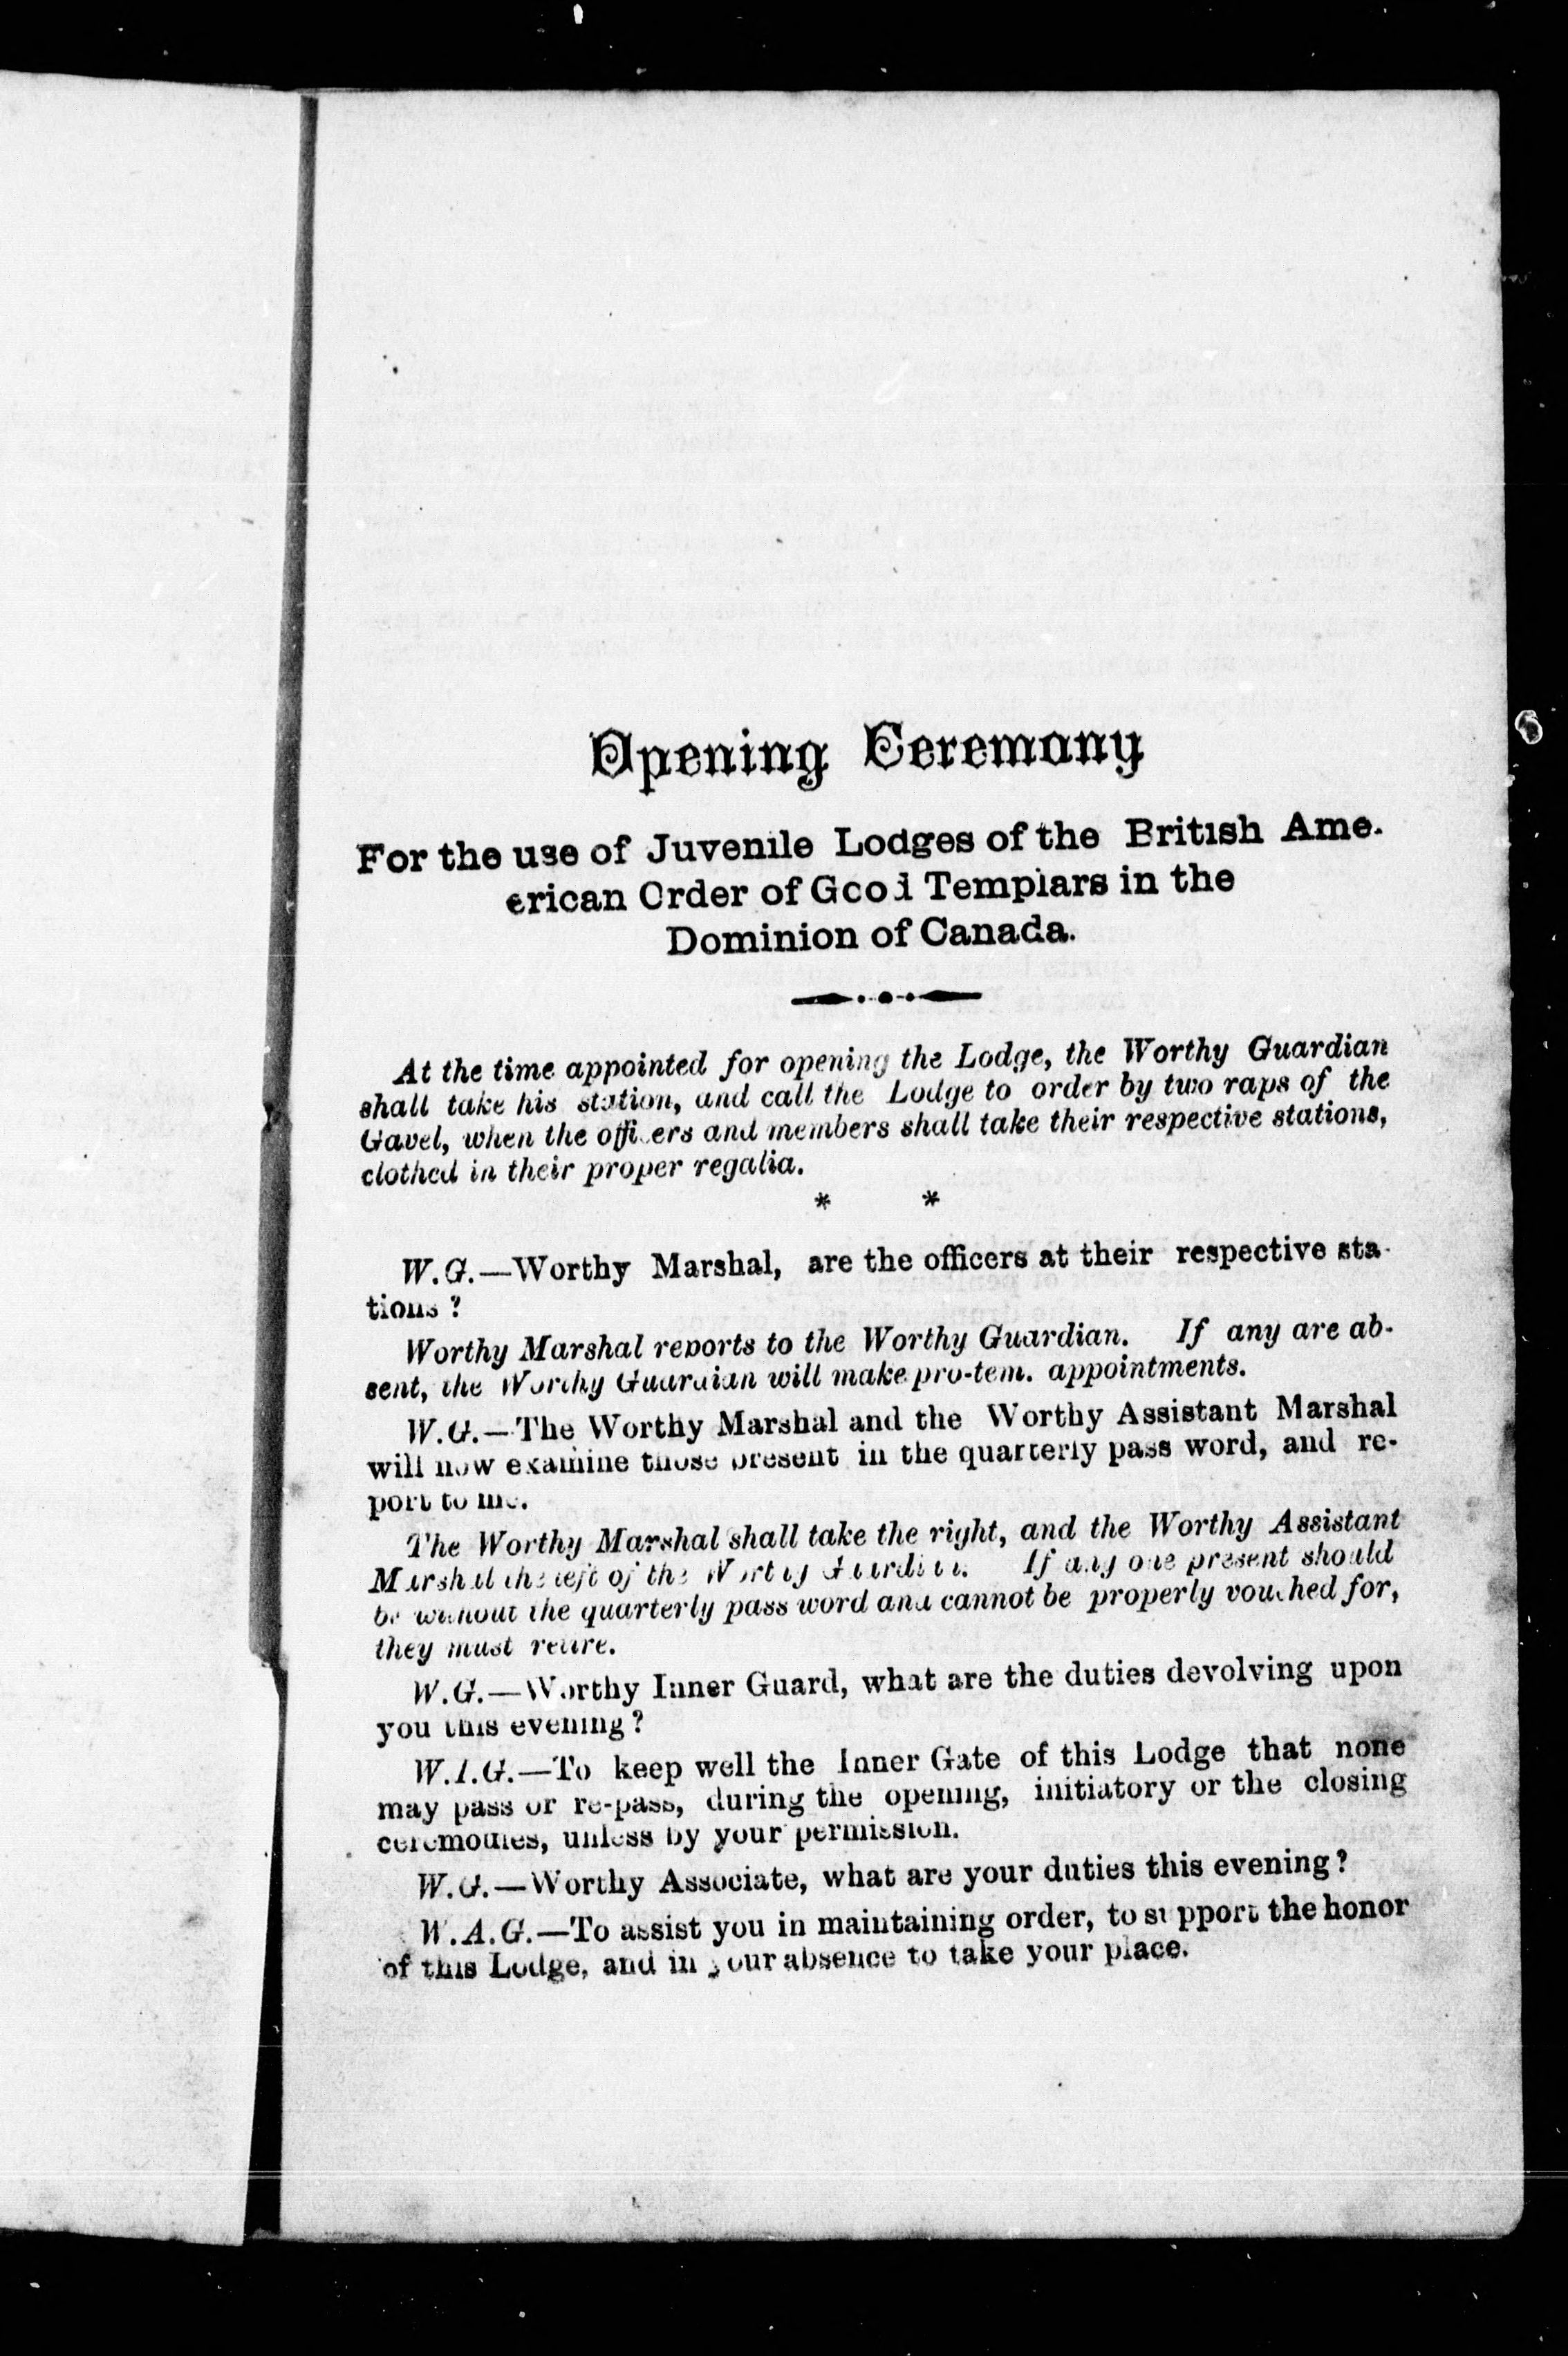 Opening Ceremony
For the use of Juvenile Lodges of the British Ame-
erican Order of Good Templars in the
Dominion of Canada.
At the time appointed for opening the Lodge, the Worthy Guardian
shall take his station, and call the Lodge to order by two raps of the
Gavel, when the officers and members shall take their respective stations,
clothed in their proper regalia.
* *
W.G.—Worthy Marshal, are the officers at their respective sta-
tions ?
Worthy Marshal reports to the Worthy Guardian. If any are ab-
sent, the Worthy Guardian will make pro-tem. appointments.
W.G.—The Worthy Marshal and the Worthy Assistant Marshal
will now examine those present in the quarterly pass word, and re-
port to me.
The Worthy Marshal shall take the right, and the Worthy Assistant
Marshal the left of the Worthy Guardian. If any one present should
be without the quarterly pass word and cannot be properly vouched for,
they must retire.
W.G.—Worthy Inner Guard, what are the duties devolving upon
you this evening ?
W.I.G.—To keep well the Inner Gate of this Lodge that none
may pass or re-pass, during the opening, initiatory or the closing
ceremonies, unless by your permission.
W.G.—Worthy Associate, what are your duties this evening ?
W.A.G.—To assist you in maintaining order, to support the honor
of this Lodge, and in your absence to take your place.